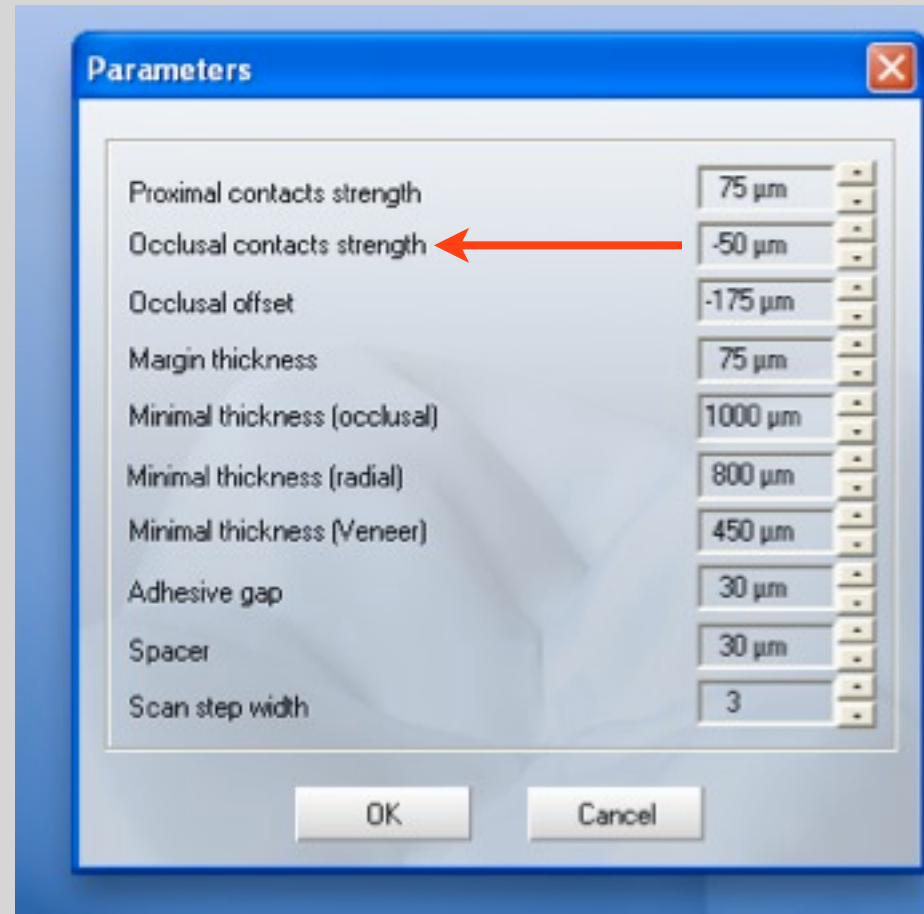 Parameters
Proximal contacts strength 75 µm
Occlusal contacts strength -50 µm
Occlusal offset -175 µm
Margin thickness 75 µm
Minimal thickness (occlusal) 1000 µm
Minimal thickness (radial) 800 µm
Minimal thickness (Veneer) 450 µm
Adhesive gap 30 µm
Spacer 30 µm
Scan step width 3
OK Cancel